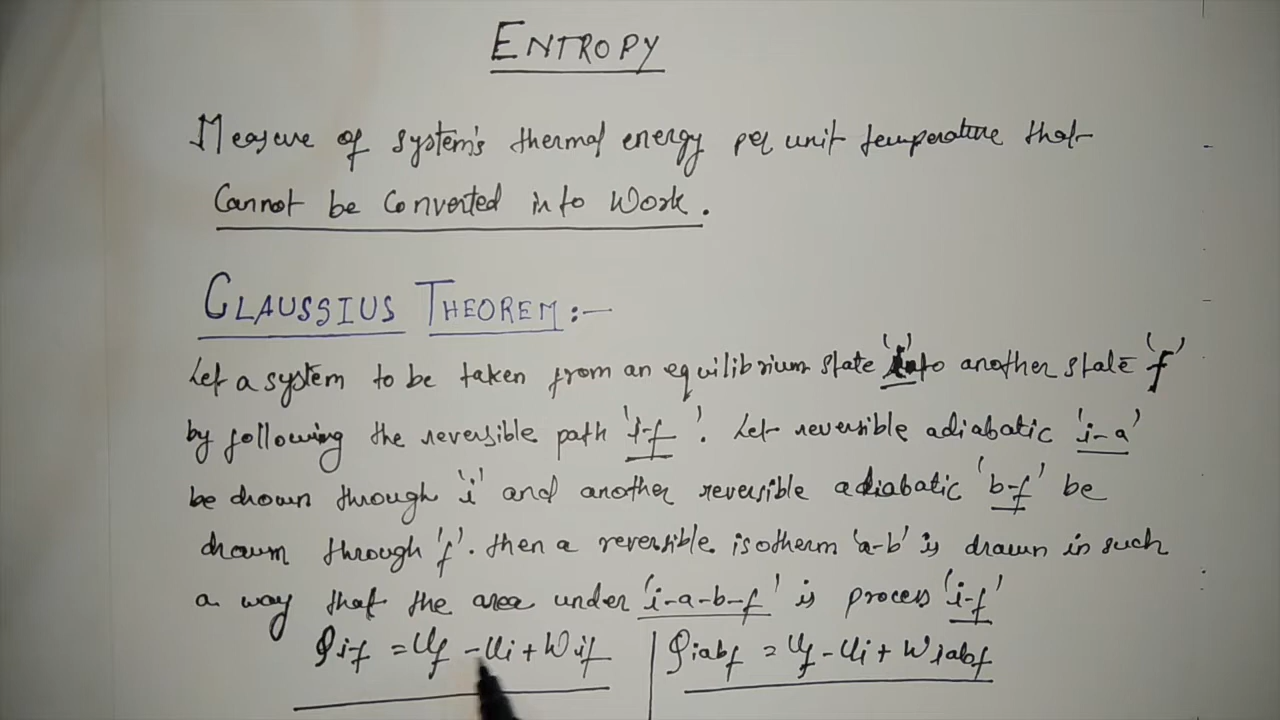 ENTROPY
Measure of system's thermal energy per unit temperature that
Cannot be Converted into Work.
CLAUSSIUS THEOREM:-
Let a system to be taken from an equilibrium state 'i' to another state 'f'
by following the reversible path 'i-f'. Let reversible adiabatic 'i-a'
be drown through 'i' and another reversible adiabatic 'b-f' be
drawn through 'f'. then a reversible isotherm 'a-b' is drawn in such
a way that the area under 'i-a-b-f' is process 'i-f'
Qif = Uf - Ui + Wif | Qiabf = Uf - Ui + Wiabf